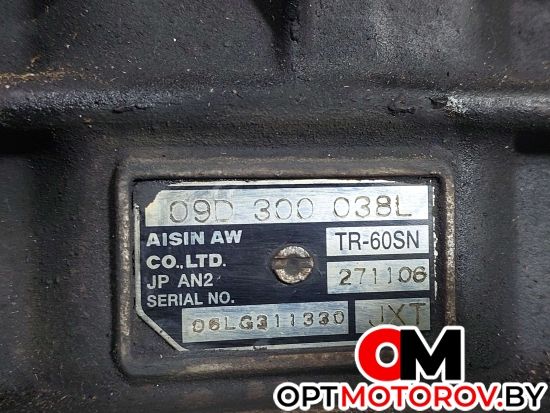 09D 300 038L
AISIN AW
CO.,LTD.
JP AN2
SERIAL NO.
TR-60SN
271106
06LG311330
JXT
OM
OPTMOTOROV.BY